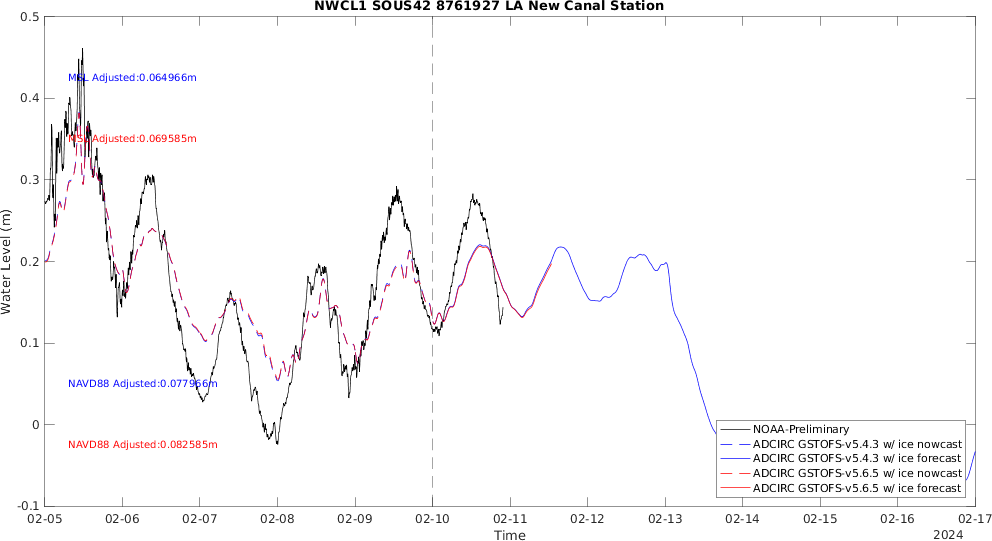 NWCL1 SOUS42 8761927 LA New Canal Station
0.5
0.4
0.3
0.2
0.1
0
-0.1
Water Level (m)
MSL Adjusted:0.064966m
MSL Adjusted:0.069585m
NAVD88 Adjusted:0.077966m
NAVD88 Adjusted:0.082585m
NOAA-Preliminary
ADCIRC GSTOFS-v5.4.3 w/ ice nowcast
ADCIRC GSTOFS-v5.4.3 w/ ice forecast
ADCIRC GSTOFS-v5.6.5 w/ ice nowcast
ADCIRC GSTOFS-v5.6.5 w/ ice forecast
02-05 02-06 02-07 02-08 02-09 02-10 02-11 02-12 02-13 02-14 02-15 02-16 02-17
Time
2024